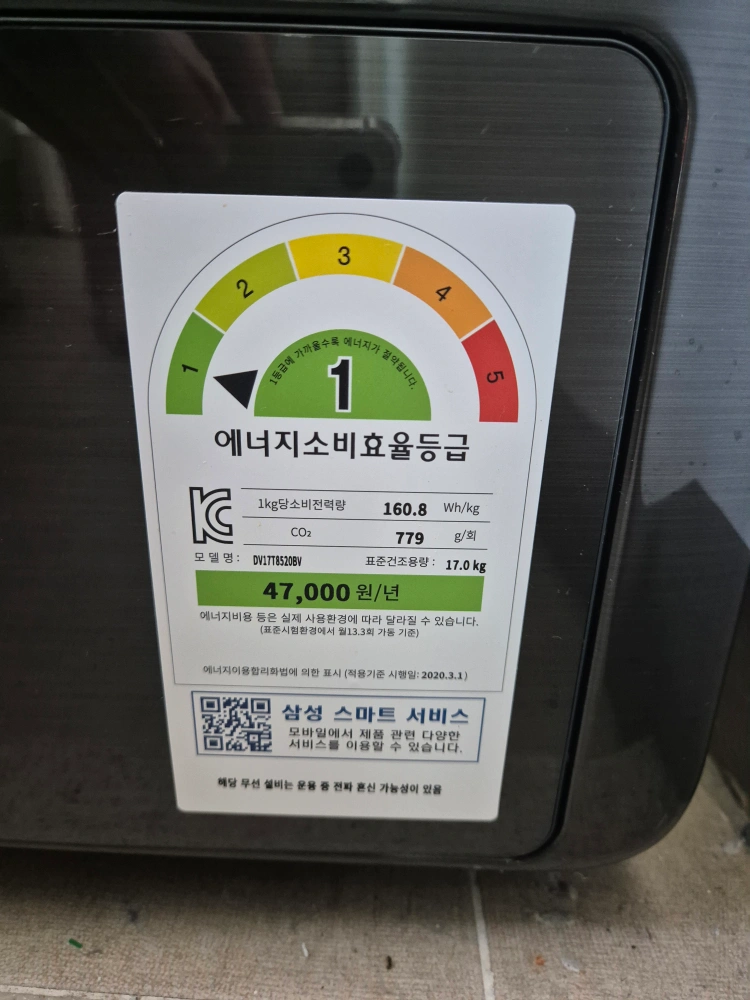 1 2 3 4 5
1등급에 가까울수록 에너지가 절약됩니다.
1
에너지소비효율등급
1kg당소비전력량 160.8 Wh/kg
CO₂ 779 g/회
모 델 명 : DV17T8520BV 표준건조용량 : 17.0 kg
47,000 원/년
에너지비용 등은 실제 사용환경에 따라 달라질 수 있습니다.
(표준시험환경에서 월13.3회 가동 기준)
에너지이용합리화법에 의한 표시 (적용기준 시행일: 2020.3.1)
삼성 스마트 서비스
모바일에서 제품 관련 다양한
서비스를 이용할 수 있습니다.
해당 무선 설비는 운용 중 전파 혼신 가능성이 있음